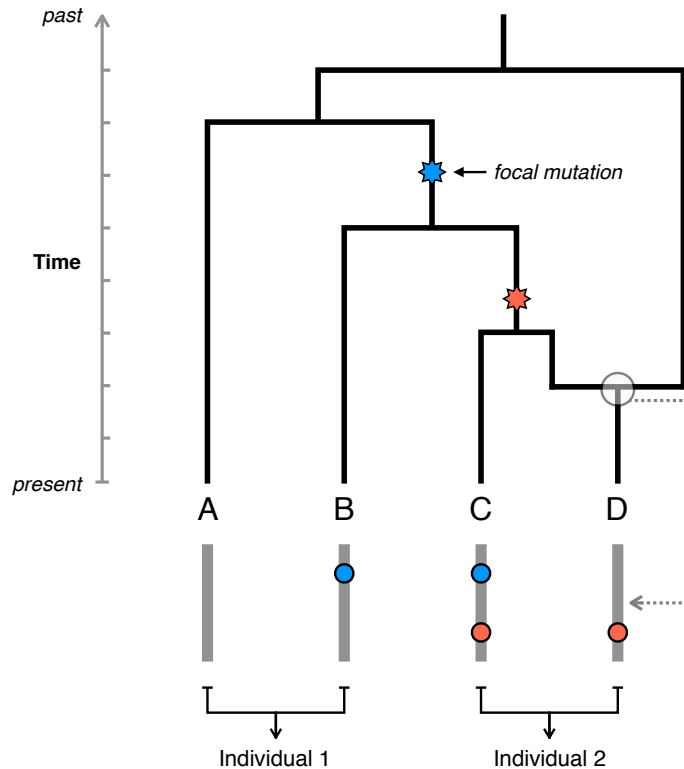 past
focal mutation
Time
present
A B C D
Individual 1 Individual 2